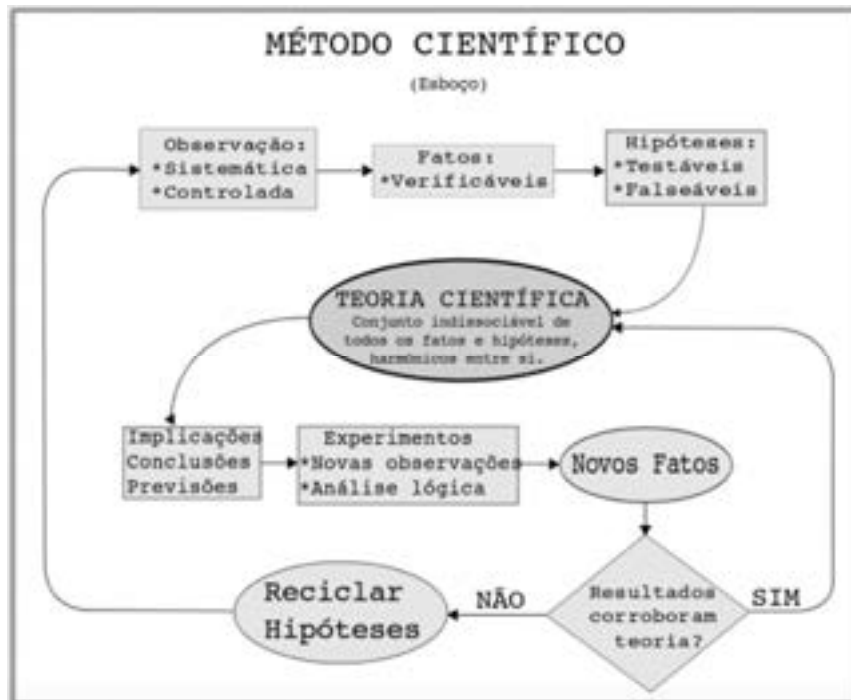 MÉTODO CIENTÍFICO
(Esboço)
Observação:
*Sistemática
*Controlada
Fatos:
*Verificáveis
Hipóteses:
*Testáveis
*Falseáveis
TEORIA CIENTÍFICA
Conjunto indissociável de
todos os fatos e hipóteses,
harmônicos entre si.
Implicações
Conclusões
Previsões
Experimentos
*Novas observações
*Análise lógica
Novos Fatos
Resultados
corroboram
teoria?
SIM
NÃO
Reciclar
Hipóteses